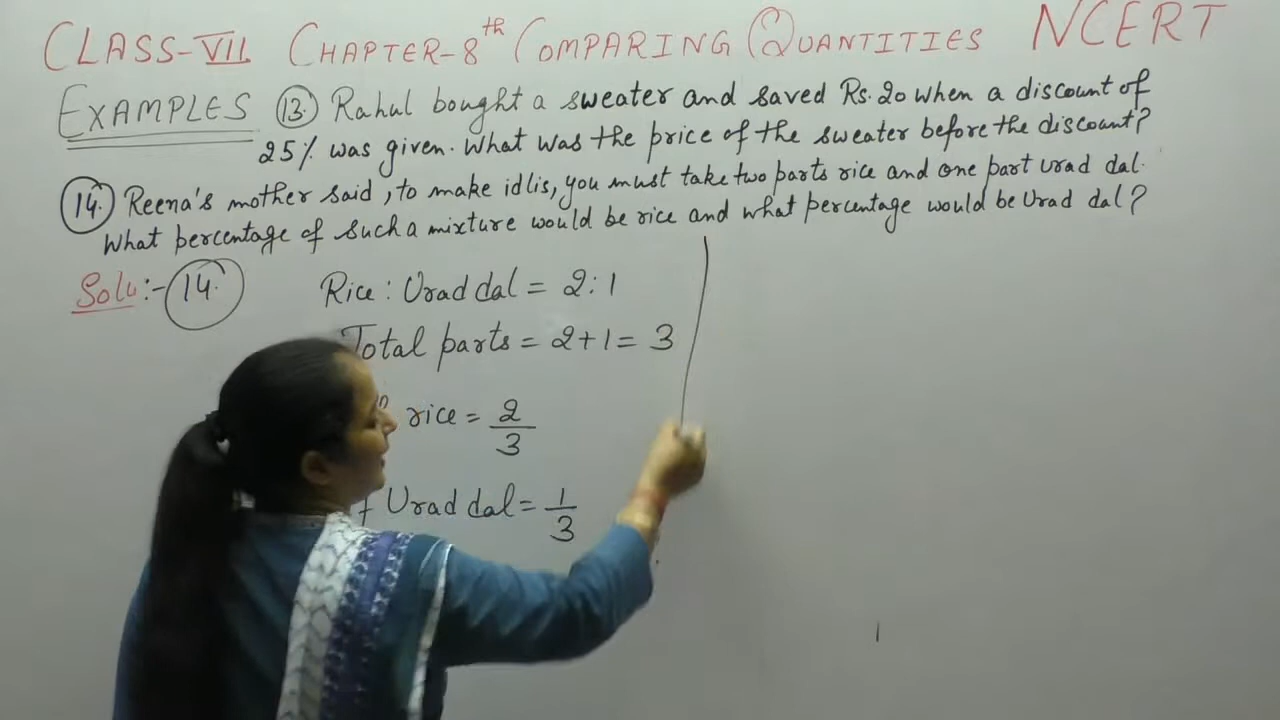 CLASS-VII CHAPTER-8th COMPARING QUANTITIES NCERT
EXAMPLES 13. Rahul bought a sweater and saved Rs. 20 when a discount of
25% was given. What was the price of the sweater before the discount?
14. Reena's mother said, to make idlis, you must take two parts rice and one part urad dal.
What percentage of such a mixture would be rice and what percentage would be Urad dal?
Solu:- 14.
Rice : Urad dal = 2:1
Total parts = 2+1= 3
rice = 2/3
Urad dal = 1/3